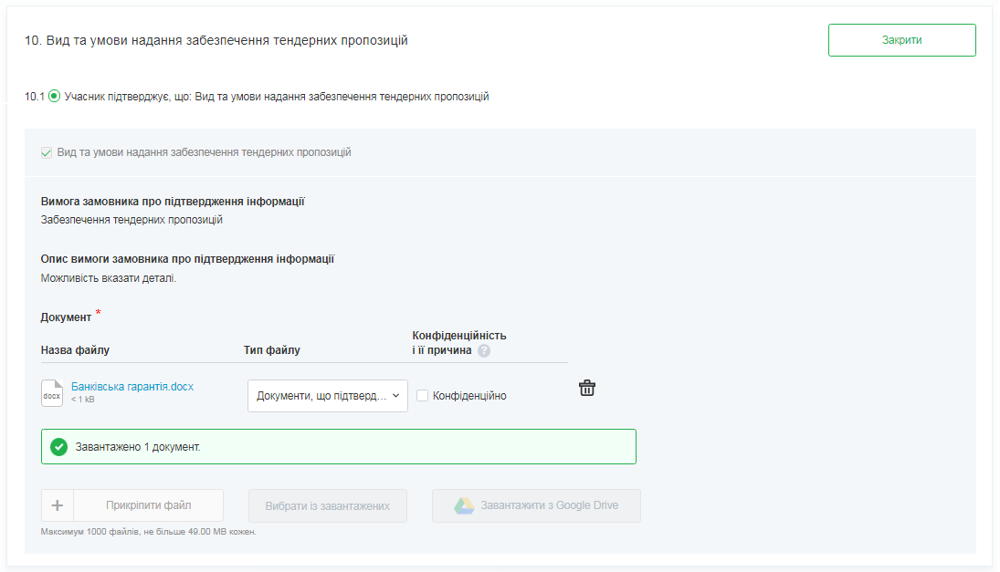 10. Вид та умови надання забезпечення тендерних пропозицій
Закрити
10.1 Учасник підтверджує, що: Вид та умови надання забезпечення тендерних пропозицій
Вид та умови надання забезпечення тендерних пропозицій
Вимога замовника про підтвердження інформації
Забезпечення тендерних пропозицій
Опис вимоги замовника про підтвердження інформації
Можливість вказати деталі.
Документ *
Назва файлу
Тип файлу
Конфіденційність
і її причина ?
docx
Банківська гарантія.docx
< 1 kB
Документи, що підтверд...
Конфіденційно
Завантажено 1 документ.
+ Прикріпити файл
Вибрати із завантажених
Завантажити з Google Drive
Максимум 1000 файлів, не більше 49.00 MB кожен.